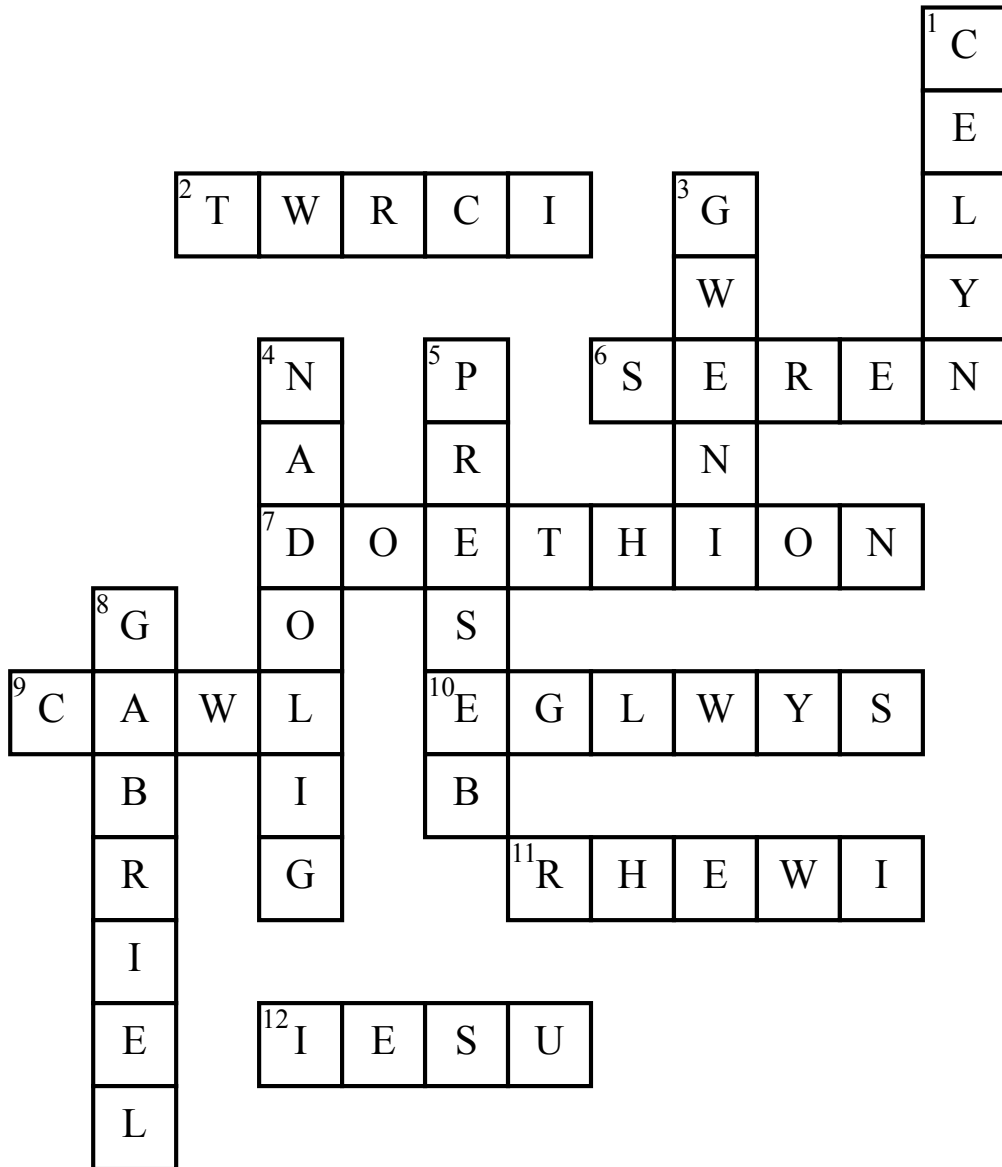 1 C
E
2 T W R C I 3 G L
W Y
4 N 5 P 6 S E R E N
A R N
7 D O E T H I O N
8 G O S
9 C A W L 10 E G L W Y S
B I B
R G 11 R H E W I
I
E 12 I E S U
L